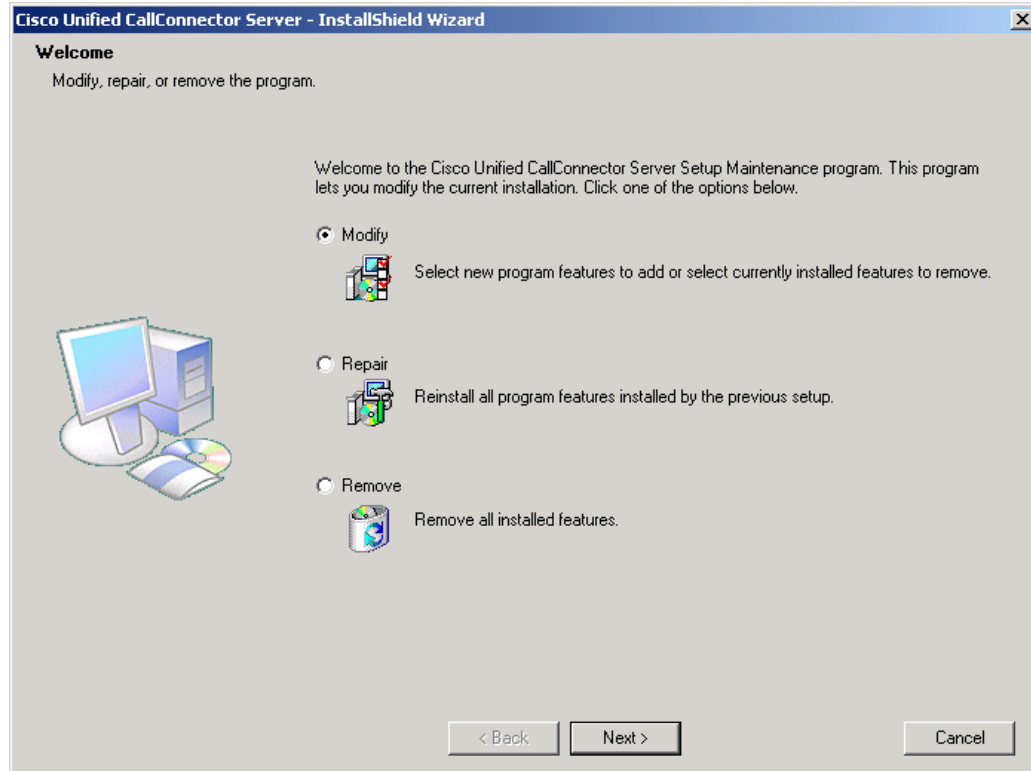 Cisco Unified CallConnector Server - InstallShield Wizard
Welcome
Modify, repair, or remove the program.
Welcome to the Cisco Unified CallConnector Server Setup Maintenance program. This program
lets you modify the current installation. Click one of the options below.
Modify
Select new program features to add or select currently installed features to remove.
Repair
Reinstall all program features installed by the previous setup.
Remove
Remove all installed features.
< Back
Next >
Cancel